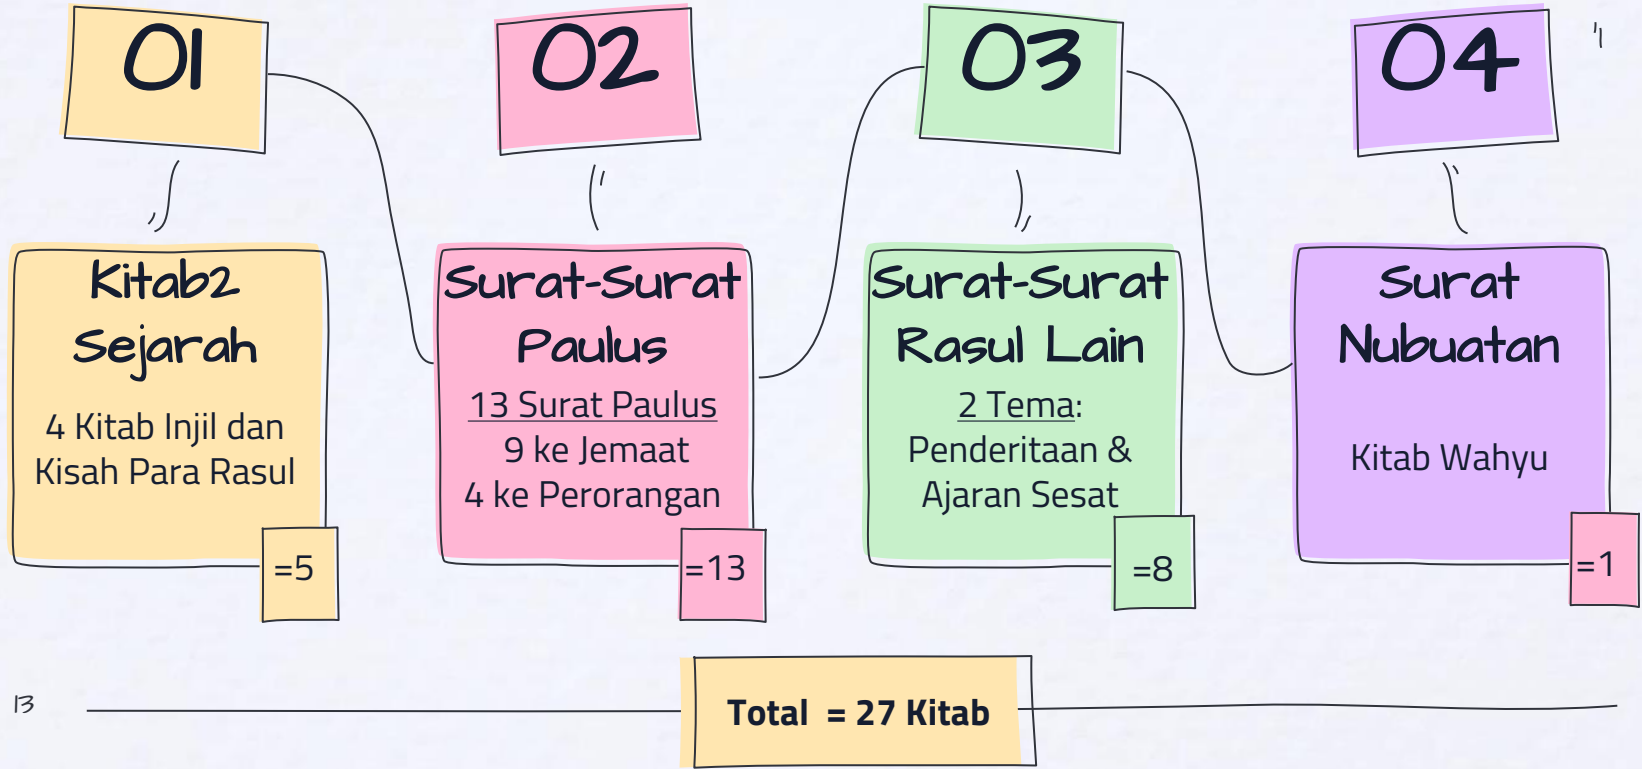 01
Kitab2
Sejarah
4 Kitab Injil dan
Kisah Para Rasul
=5
02
Surat-Surat
Paulus
13 Surat Paulus
9 ke Jemaat
4 ke Perorangan
=13
03
Surat-Surat
Rasul Lain
2 Tema:
Penderitaan &
Ajaran Sesat
=8
04
Surat
Nubuatan
Kitab Wahyu
=1
Total = 27 Kitab
13